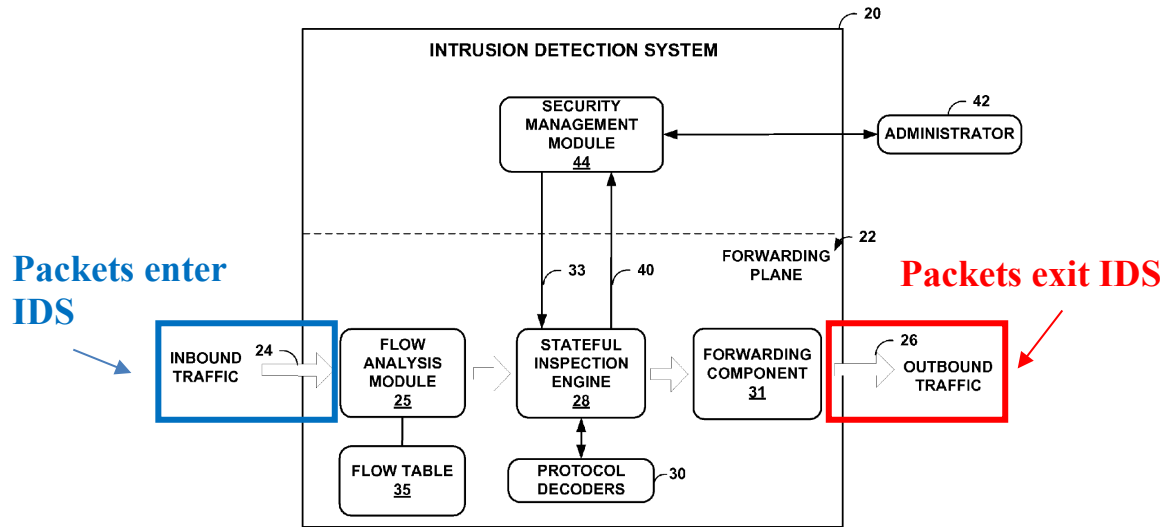 20
INTRUSION DETECTION SYSTEM
SECURITY
MANAGEMENT
MODULE
44
42
ADMINISTRATOR
22
FORWARDING
PLANE
33
40
Packets enter
IDS
Packets exit IDS
INBOUND
TRAFFIC
24
FLOW
ANALYSIS
MODULE
25
STATEFUL
INSPECTION
ENGINE
28
FORWARDING
COMPONENT
31
26
OUTBOUND
TRAFFIC
FLOW TABLE
35
PROTOCOL
DECODERS
30